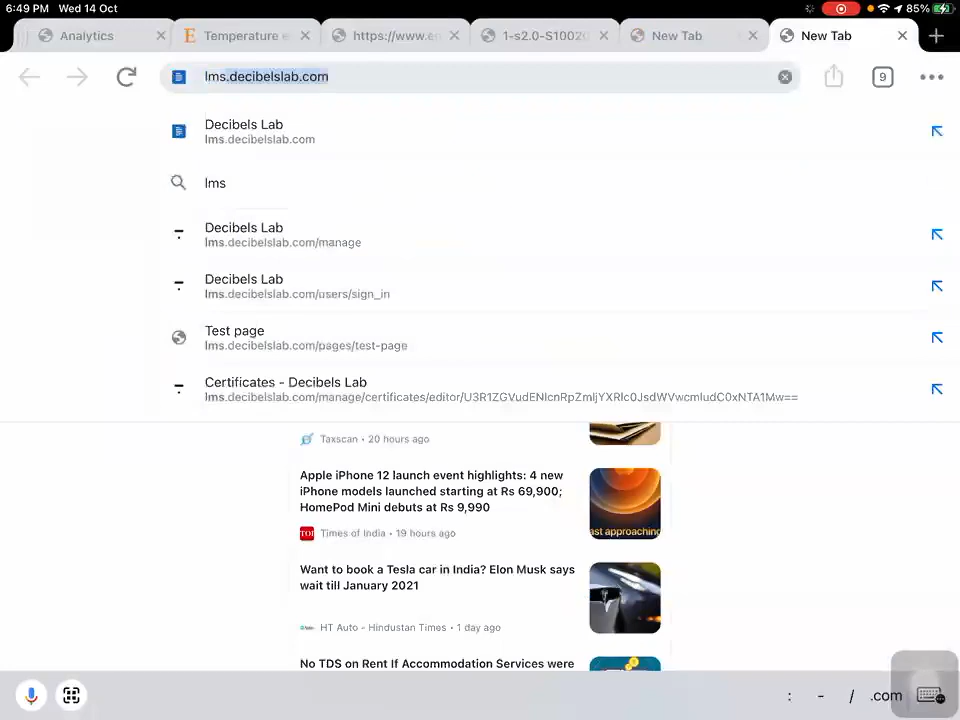 6:49 PM Wed 14 Oct
85%
Analytics
Temperature e
https://www.en
1-s2.0-S10020
New Tab
New Tab
lms.decibelslab.com
9
Decibels Lab
lms.decibelslab.com
lms
Decibels Lab
lms.decibelslab.com/manage
Decibels Lab
lms.decibelslab.com/users/sign_in
Test page
lms.decibelslab.com/pages/test-page
Certificates - Decibels Lab
lms.decibelslab.com/manage/certificates/editor/U3R1ZGVudENlcnRpZmljYXRlc0JsdWVwcmludC0xNTA1Mw==
Taxscan • 20 hours ago
Apple iPhone 12 launch event highlights: 4 new
iPhone models launched starting at Rs 69,900;
HomePod Mini debuts at Rs 9,990
ast approaching
TOI Times of India • 19 hours ago
Want to book a Tesla car in India? Elon Musk says
wait till January 2021
HT Auto - Hindustan Times • 1 day ago
No TDS on Rent If Accommodation Services were
: - / .com